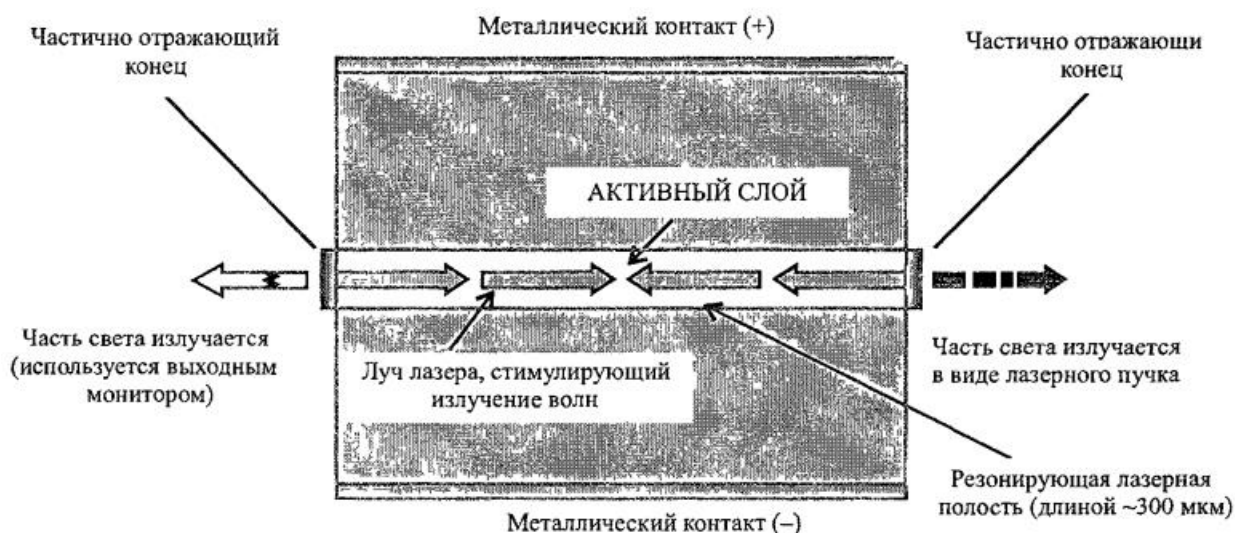 Металлический контакт (+)
Частично отражающий
конец
Частично отражающи
конец
АКТИВНЫЙ СЛОЙ
Часть света излучается
(используется выходным
монитором)
Луч лазера, стимулирующий
излучение волн
Часть света излучается
в виде лазерного пучка
Резонирующая лазерная
полость (длиной ~300 мкм)
Металлический контакт (–)